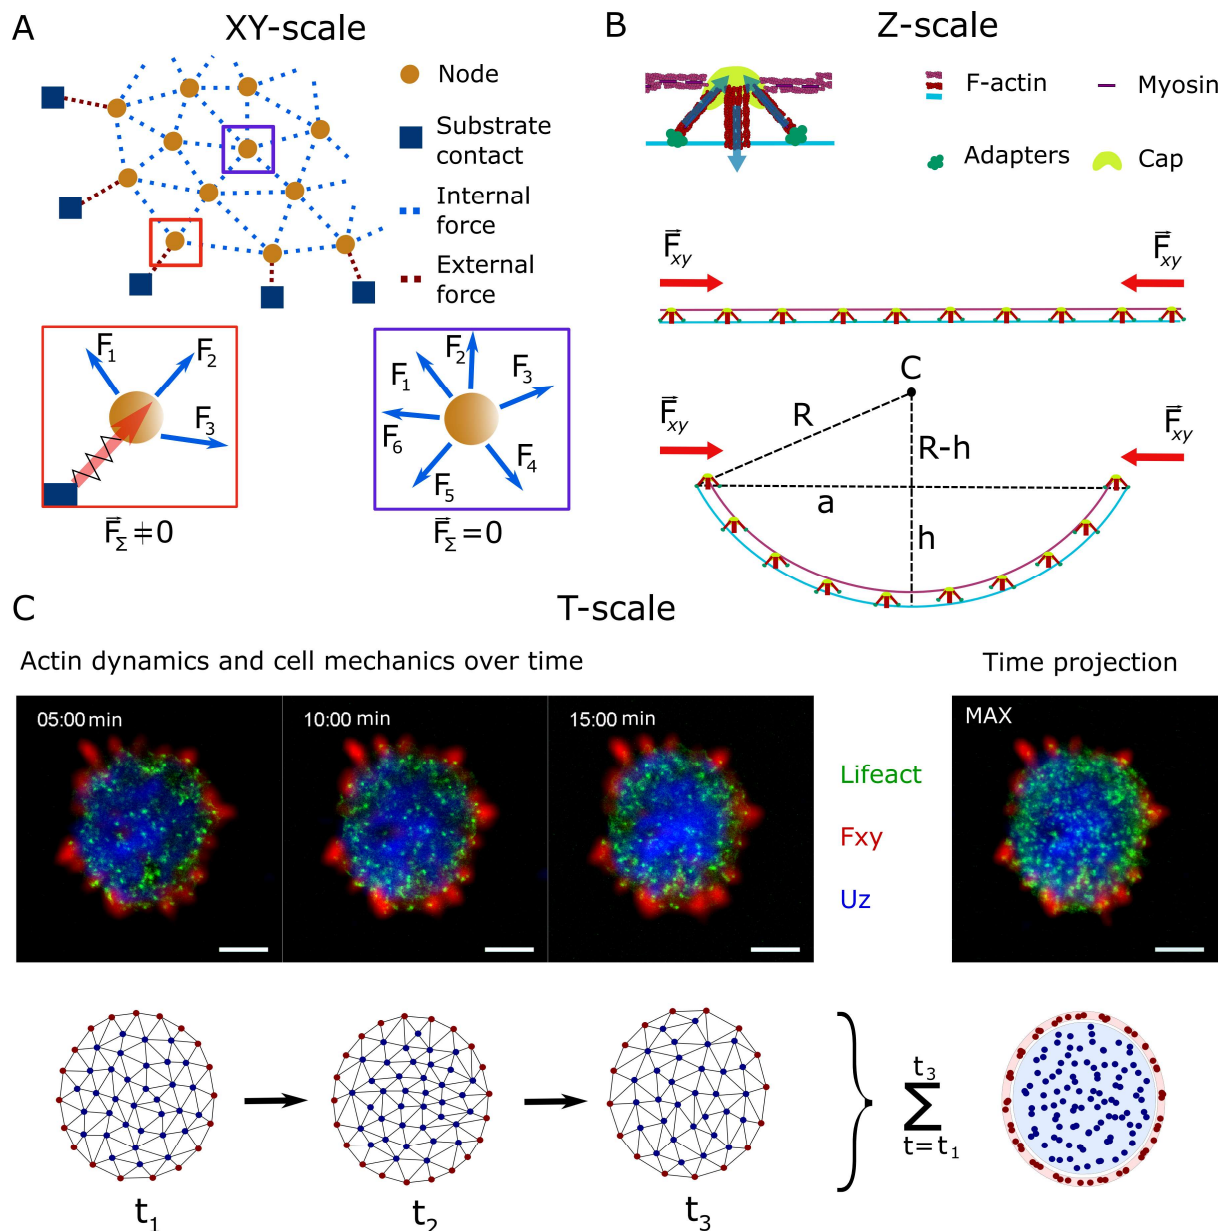 A
XY-scale
Node
Substrate
contact
Internal
force
External
force
F₁
F₂
F₃
F⃗_Σ ≠ 0
F₁
F₂
F₃
F₄
F₅
F₆
F⃗_Σ = 0
B
Z-scale
F-actin
Myosin
Adapters
Cap
F⃗xy
F⃗xy
C
F⃗xy
F⃗xy
R
R-h
a
h
C
T-scale
Actin dynamics and cell mechanics over time
Time projection
05:00 min
10:00 min
15:00 min
MAX
Lifeact
Fxy
Uz
t₃
∑
t=t₁
t₁
t₂
t₃